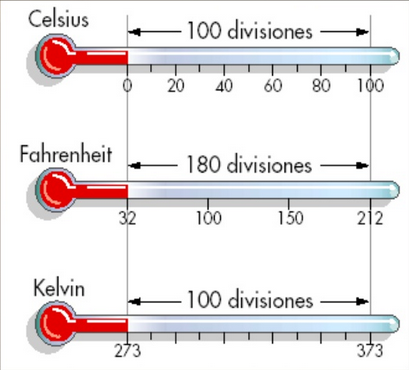 Celsius
100 divisiones
0 20 40 60 80 100
Fahrenheit
180 divisiones
32 100 150 212
Kelvin
100 divisiones
273 373